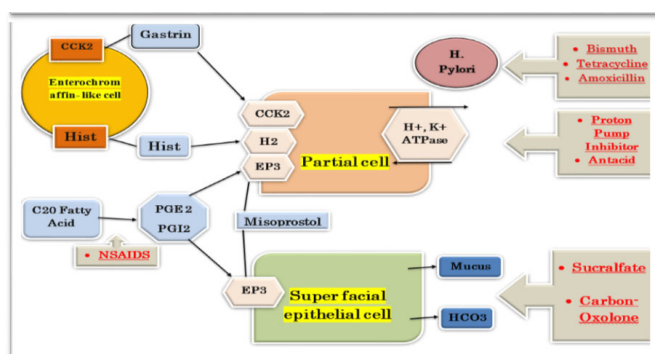 CCK2
Gastrin
Enterochrom
affin-like cell
Hist
Hist
CCK2
H2
EP3
Partial cell
H+, K+
ATPase
H.
Pylori
• Bismuth
• Tetracycline
• Amoxicillin
• Proton
Pump
Inhibitor
• Antacid
C20 Fatty
Acid
PGE 2
PGI2
• NSAIDS
Misoprostol
EP3
Super facial
epithelial cell
Mucus
HCO3
• Sucralfate
• Carbon-
Oxolone